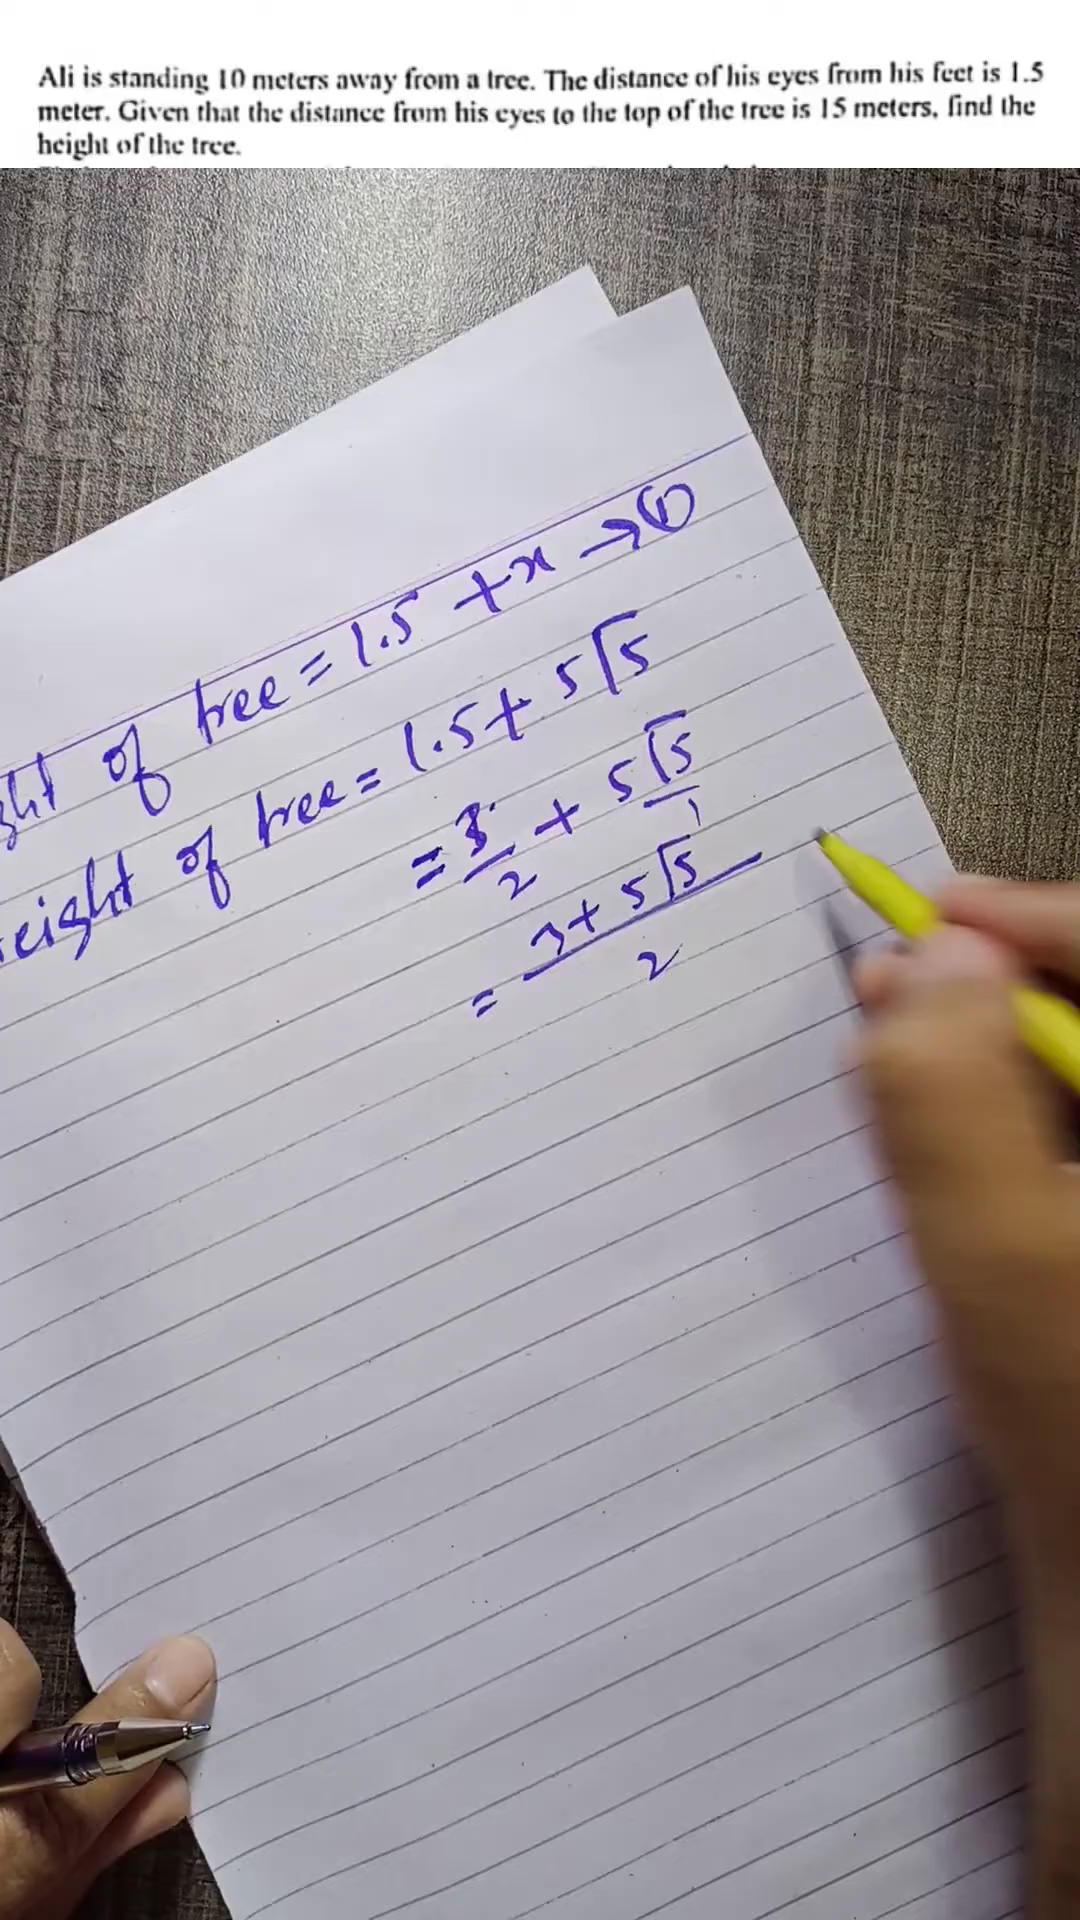 Ali is standing 10 meters away from a tree. The distance of his eyes from his feet is 1.5
meter. Given that the distance from his eyes to the top of the tree is 15 meters, find the
height of the tree.
ght of tree = 1.5 + x → ①
eight of tree = 1.5 + 5√5
= 3/2 + 5√5/1
= 3 + 5√5/2